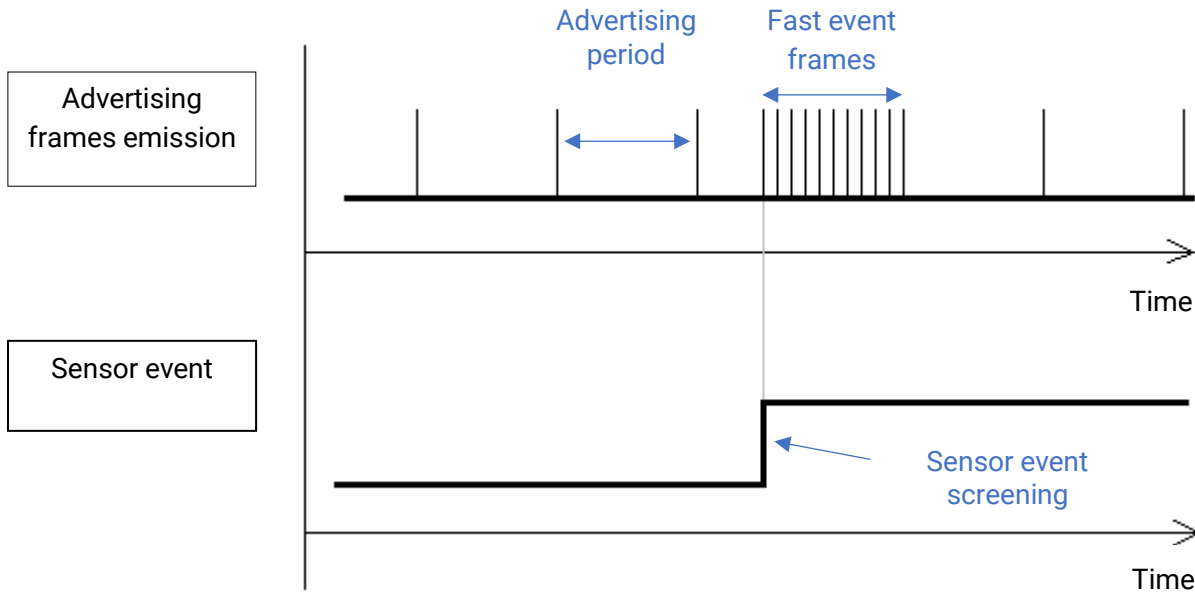 Advertising
period
Fast event
frames
Advertising
frames emission
Time
Sensor event
Sensor event
screening
Time